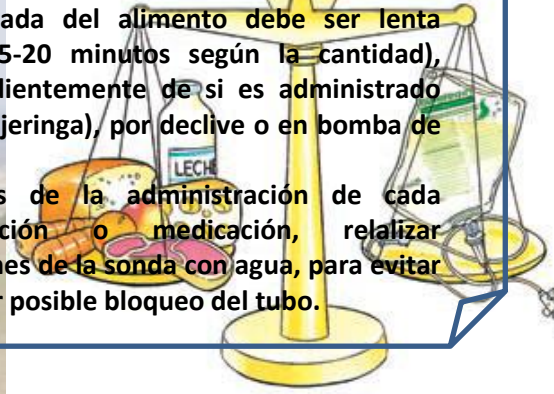 ada del alimento debe ser lenta
5-20 minutos según la cantidad),
dientemente de si es administrado
jeringa), por declive o en bomba de
LECHE
s de la administración de cada
ción o medicación, relalizar
nes de la sonda con agua, para evitar
r posible bloqueo del tubo.